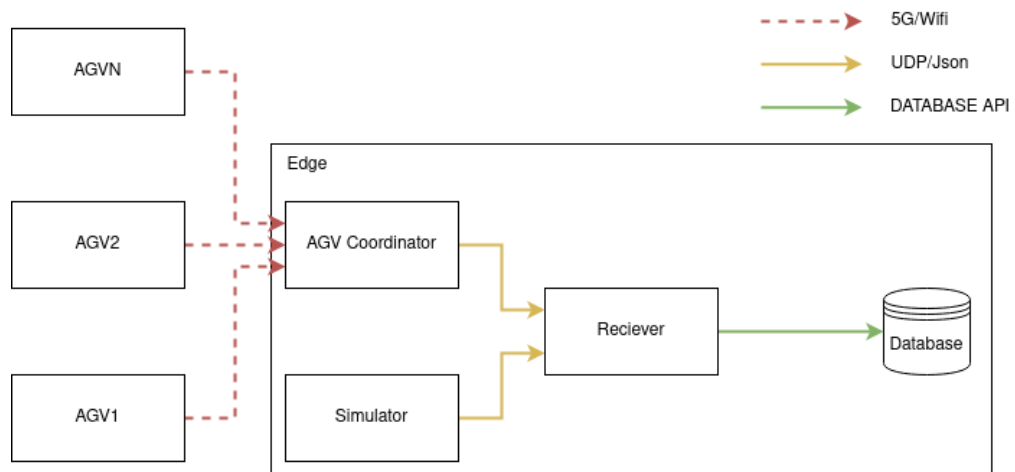 5G/Wifi
AGVN
UDP/Json
DATABASE API
Edge
AGV2
AGV Coordinator
Reciever
Database
AGV1
Simulator